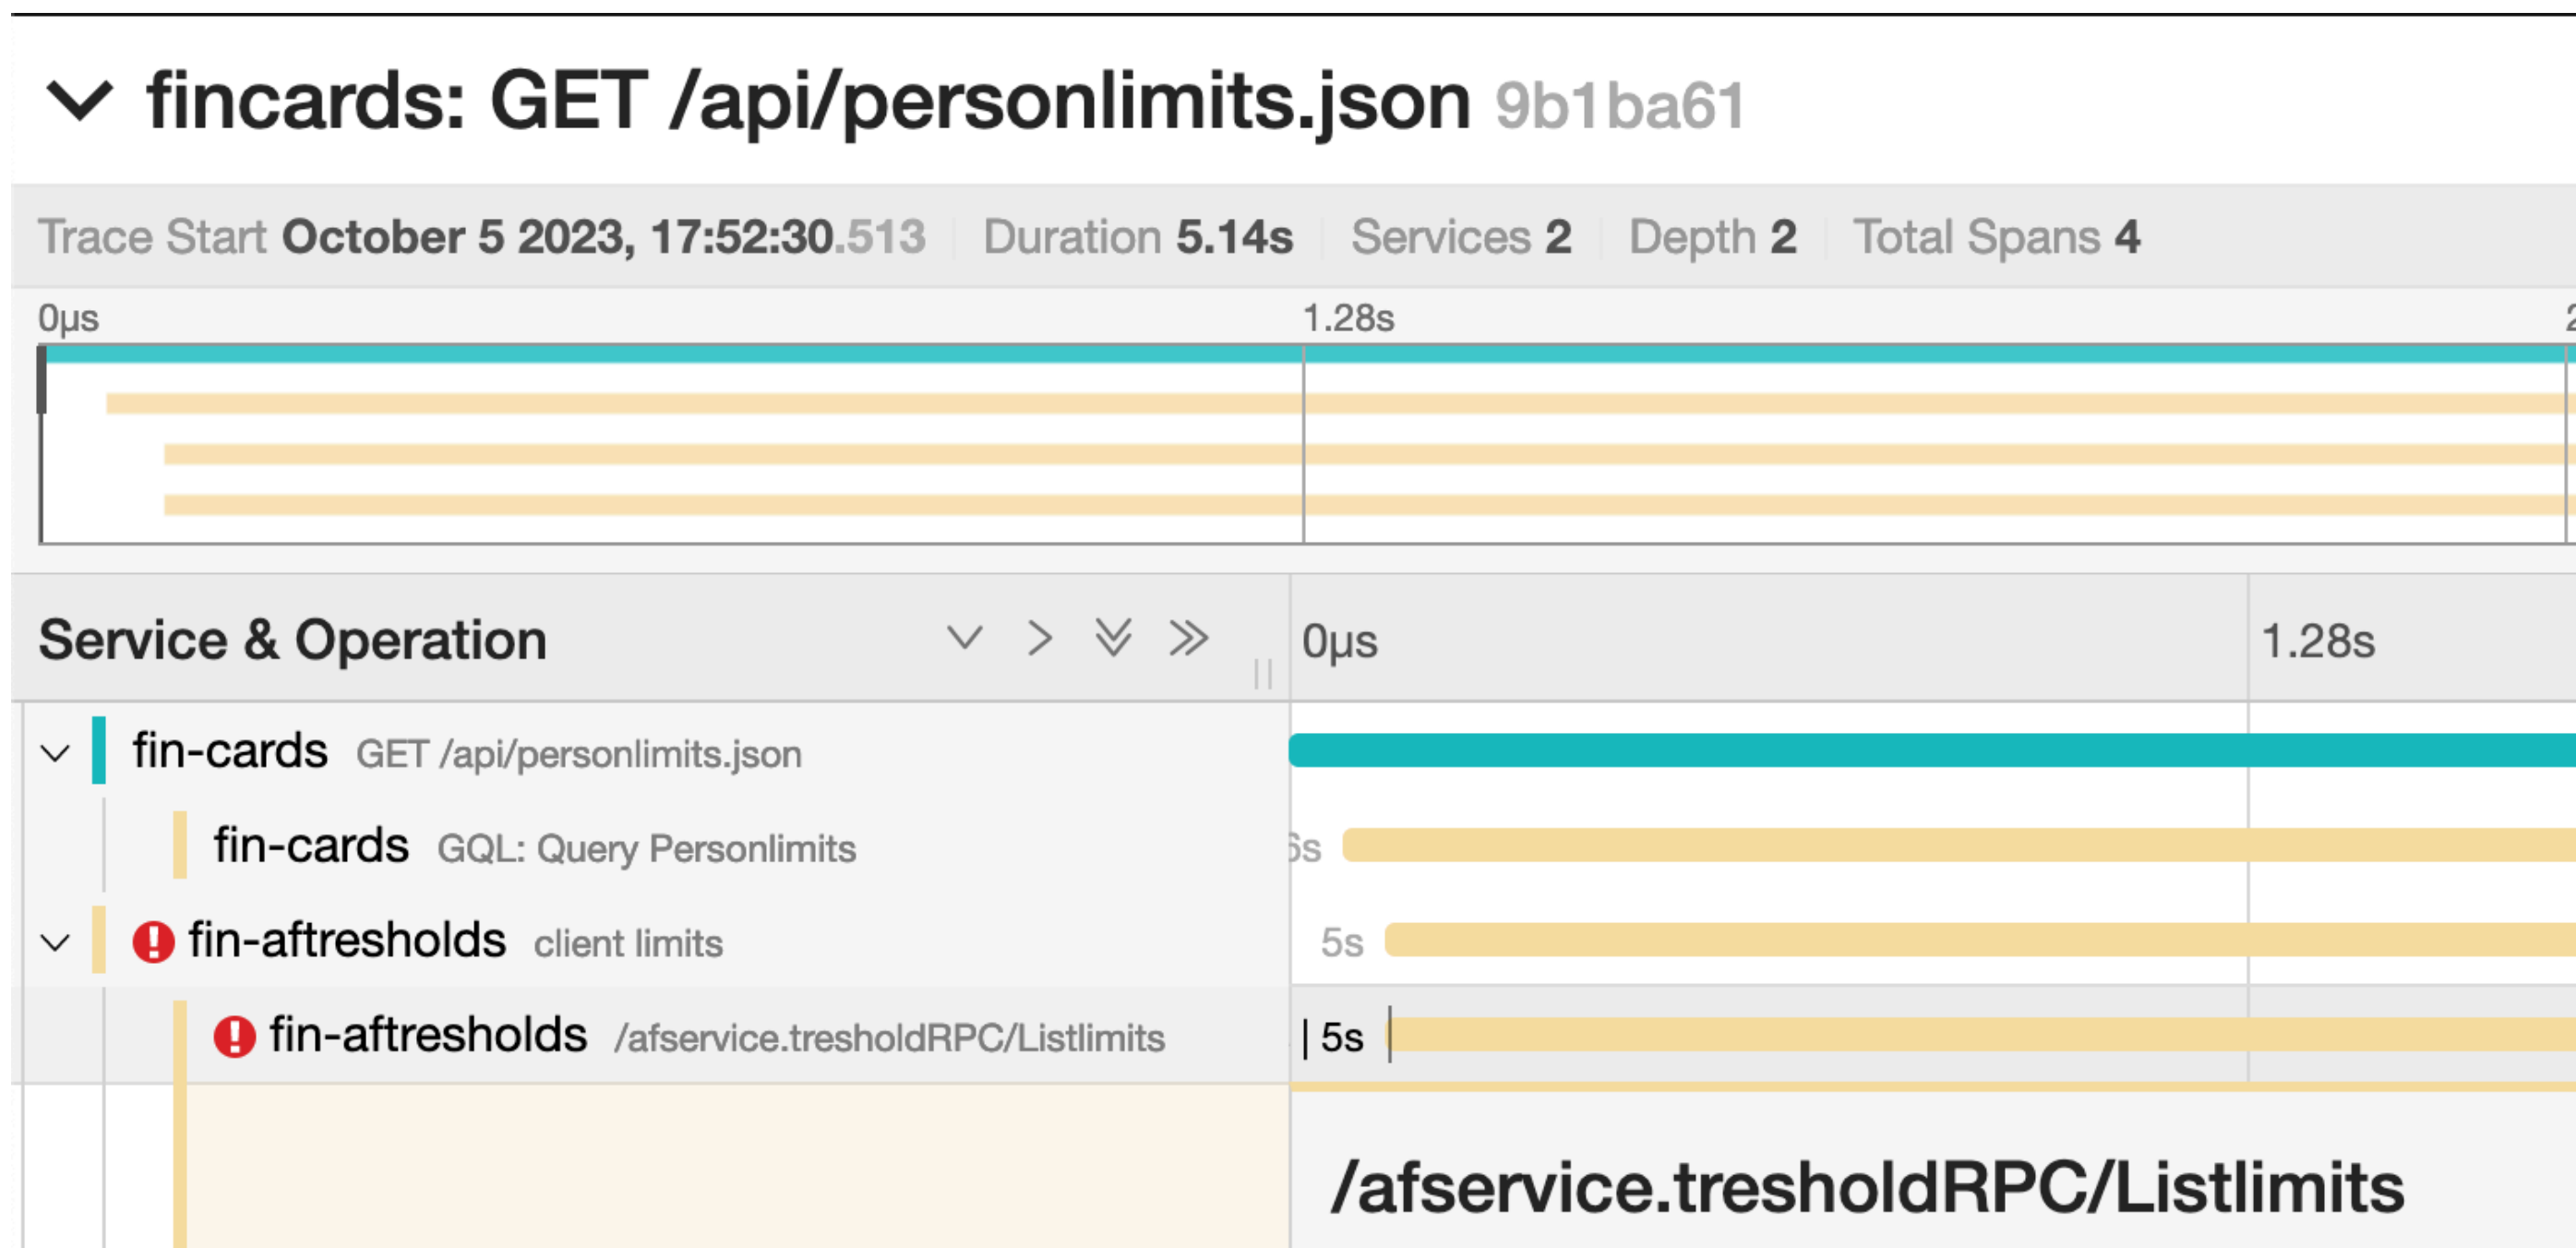 fincards: GET /api/personlimits.json 9b1ba61
Trace Start October 5 2023, 17:52:30.513 Duration 5.14s Services 2 Depth 2 Total Spans 4
0μs 1.28s
Service & Operation 0μs 1.28s
fin-cards GET /api/personlimits.json
fin-cards GQL: Query Personlimits
fin-aftresholds client limits 5s
fin-aftresholds /afservice.tresholdRPC/Listlimits | 5s
/afservice.tresholdRPC/Listlimits